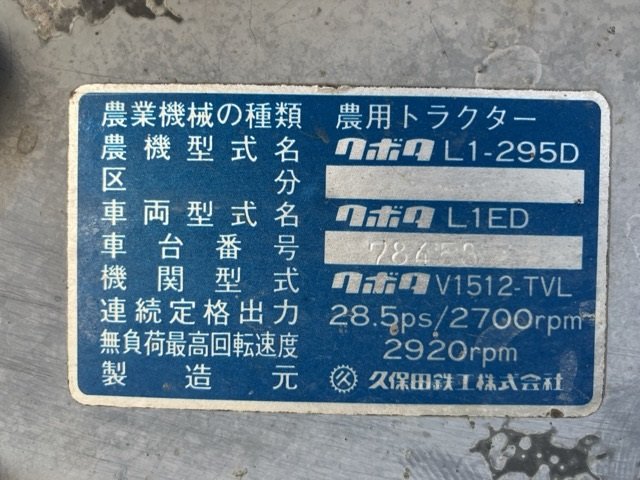 農業機械の種類 農用トラクター
農機型式名 クボタ L1-295D
区分
車両型式名 クボタ L1ED
車台番号
機関型式 クボタ V1512-TVL
連続定格出力 28.5ps/2700rpm
無負荷最高回転速度 2920rpm
製造元 久保田鉄工株式会社